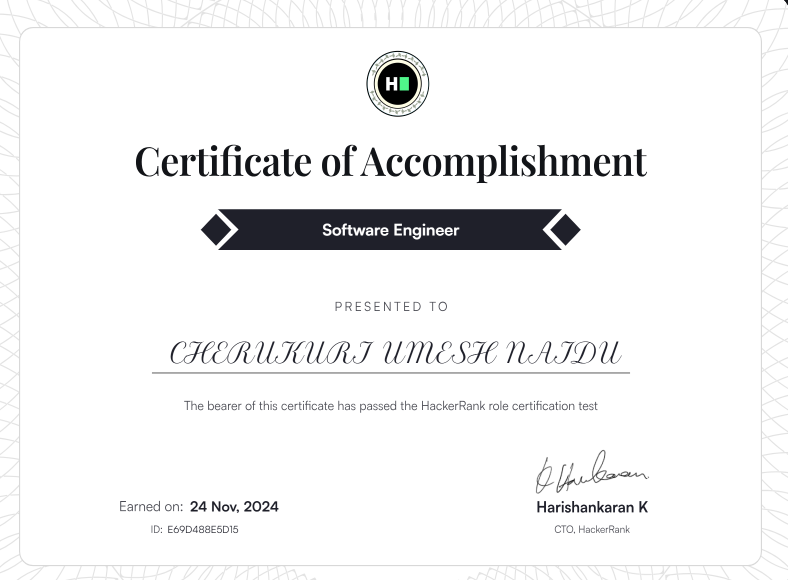 H
Certificate of Accomplishment
Software Engineer
PRESENTED TO
CHERUKURI UMESH NAIDU
The bearer of this certificate has passed the HackerRank role certification test
Earned on: 24 Nov, 2024
Harishankaran K
ID: E69D488E5D15
CTO, HackerRank